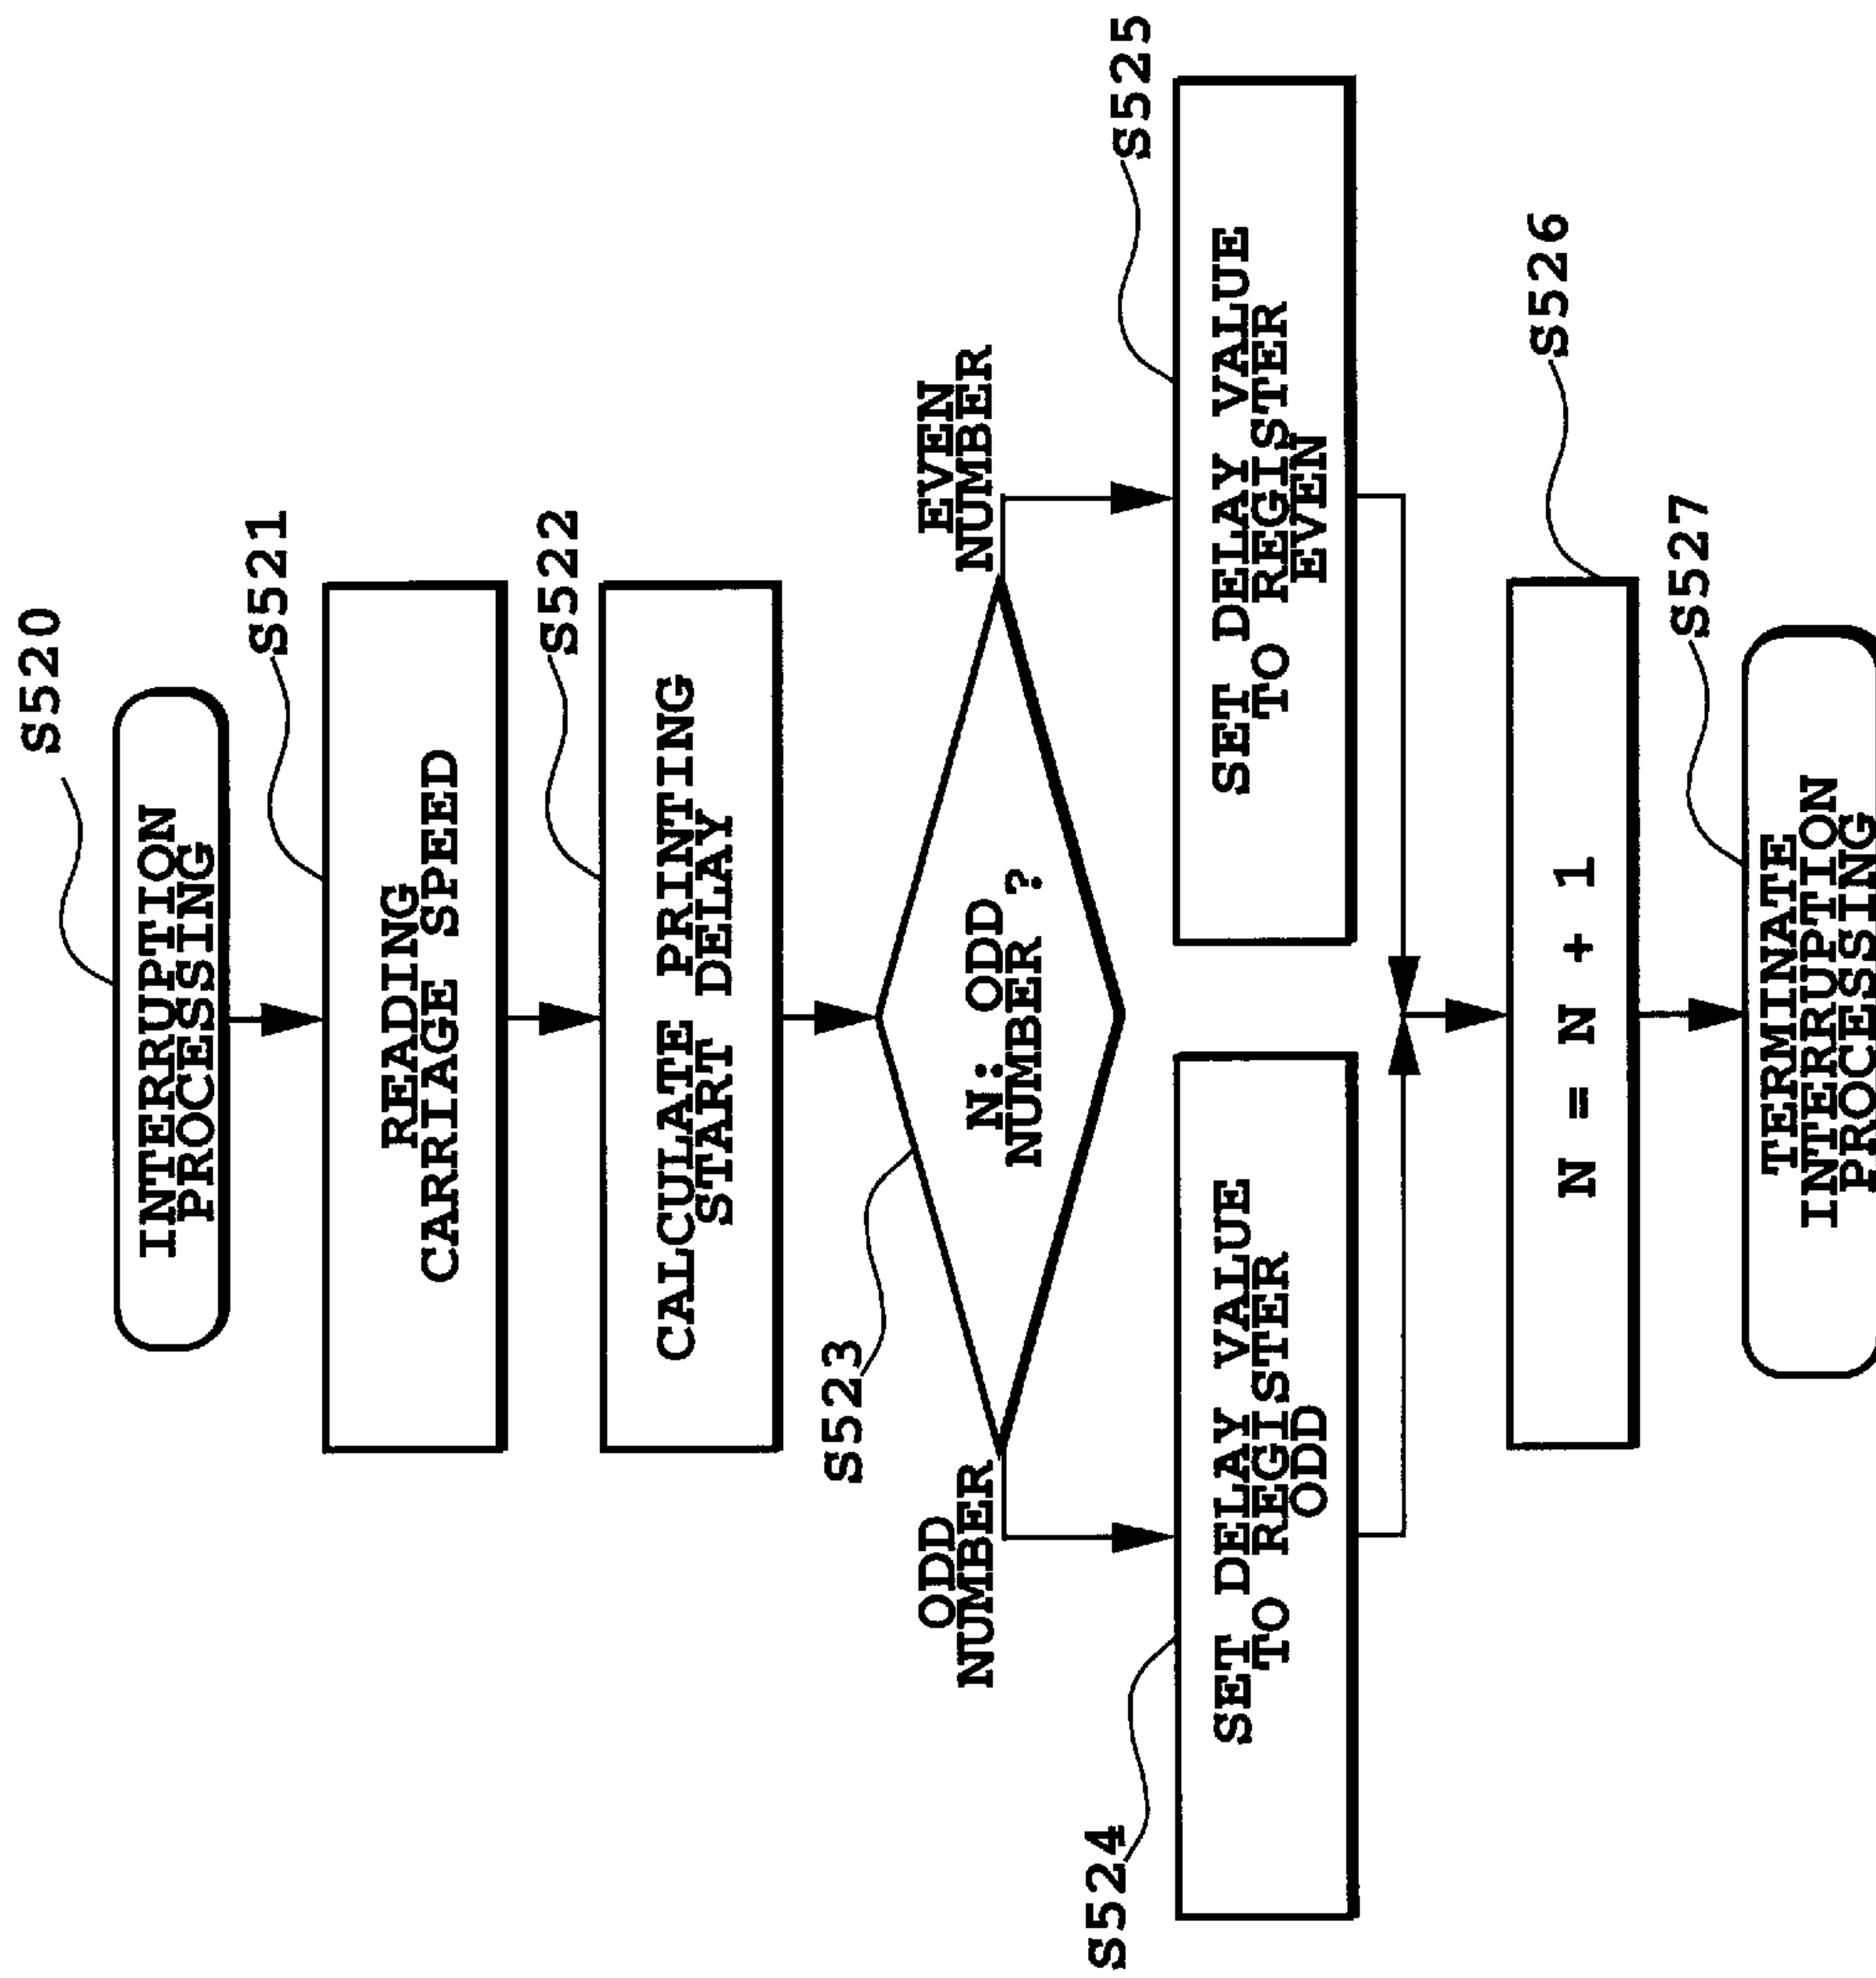 S520
INTERRUPTION
PROCESSING
S521
READING
CARRIAGE SPEED
S522
CALCULATE PRINTING
START DELAY
S523
N: ODD
NUMBER ?
ODD
NUMBER
EVEN
NUMBER
S524
SET DELAY VALUE
TO REGISTER
ODD
S525
SET DELAY VALUE
TO REGISTER
EVEN
S526
N = N + 1
S527
TERMINATE
INTERRUPTION
PROCESSING